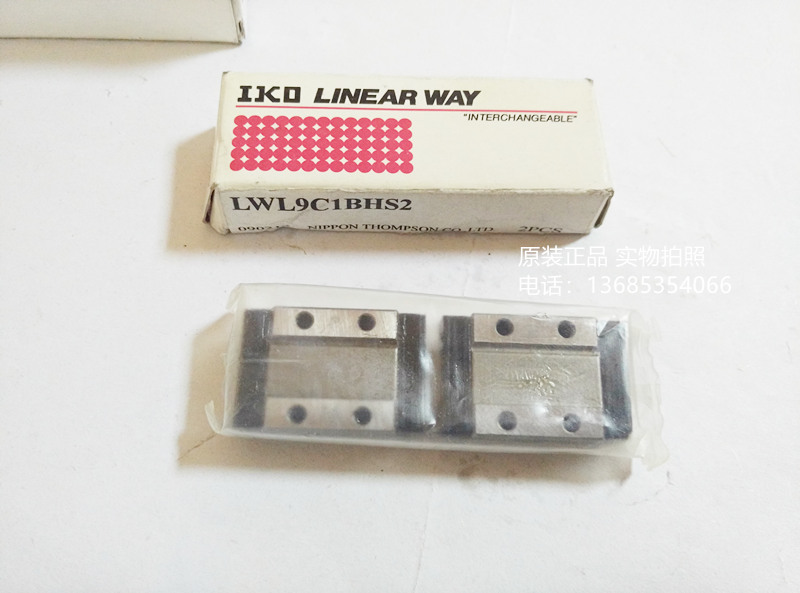 IKO LINEAR WAY
"INTERCHANGEABLE"
LWL9C1BHS2
NIPPON THOMPSON CO.,LTD. 2PCS
原装正品 实物拍照
电话：13685354066